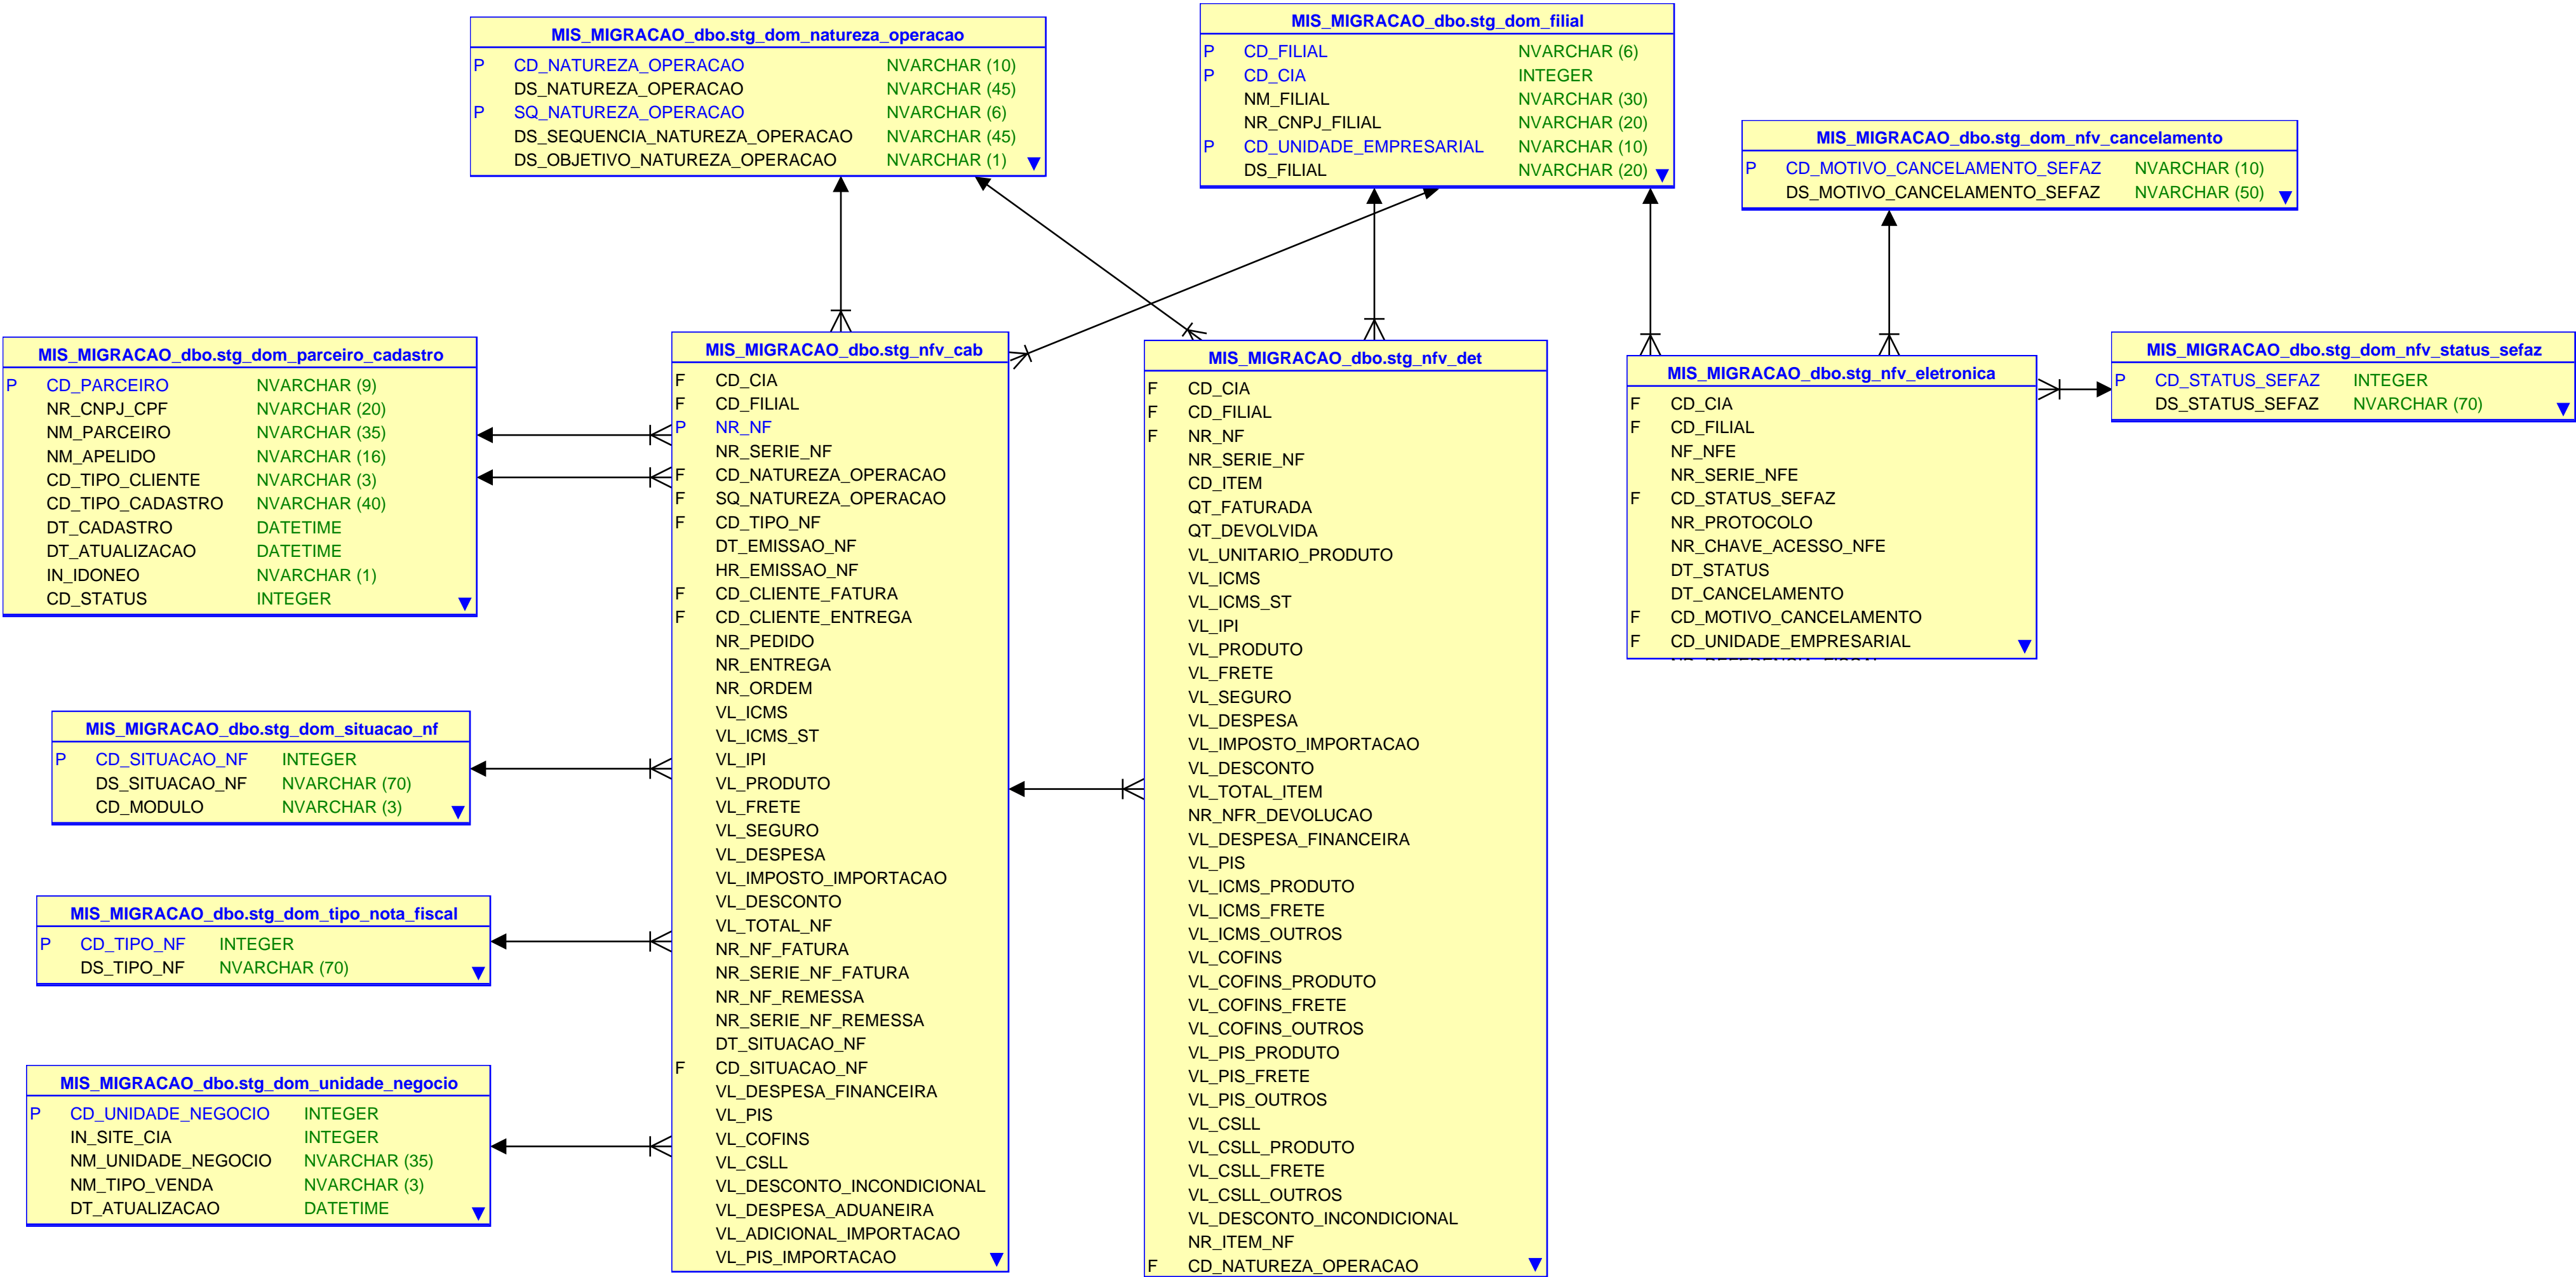 MIS_MIGRACAO_dbo.stg_dom_natureza_operacao
P CD_NATUREZA_OPERACAO NVARCHAR (10)
DS_NATUREZA_OPERACAO NVARCHAR (45)
P SQ_NATUREZA_OPERACAO NVARCHAR (6)
DS_SEQUENCIA_NATUREZA_OPERACAO NVARCHAR (45)
DS_OBJETIVO_NATUREZA_OPERACAO NVARCHAR (1)
MIS_MIGRACAO_dbo.stg_dom_filial
P CD_FILIAL NVARCHAR (6)
P CD_CIA INTEGER
NM_FILIAL NVARCHAR (30)
NR_CNPJ_FILIAL NVARCHAR (20)
P CD_UNIDADE_EMPRESARIAL NVARCHAR (10)
DS_FILIAL NVARCHAR (20)
MIS_MIGRACAO_dbo.stg_dom_nfv_cancelamento
P CD_MOTIVO_CANCELAMENTO_SEFAZ NVARCHAR (10)
DS_MOTIVO_CANCELAMENTO_SEFAZ NVARCHAR (50)
MIS_MIGRACAO_dbo.stg_dom_parceiro_cadastro
P CD_PARCEIRO NVARCHAR (9)
NR_CNPJ_CPF NVARCHAR (20)
NM_PARCEIRO NVARCHAR (35)
NM_APELIDO NVARCHAR (16)
CD_TIPO_CLIENTE NVARCHAR (3)
CD_TIPO_CADASTRO NVARCHAR (40)
DT_CADASTRO DATETIME
DT_ATUALIZACAO DATETIME
IN_IDONEO NVARCHAR (1)
CD_STATUS INTEGER
MIS_MIGRACAO_dbo.stg_dom_situacao_nf
P CD_SITUACAO_NF INTEGER
DS_SITUACAO_NF NVARCHAR (70)
CD_MODULO NVARCHAR (3)
MIS_MIGRACAO_dbo.stg_dom_tipo_nota_fiscal
P CD_TIPO_NF INTEGER
DS_TIPO_NF NVARCHAR (70)
MIS_MIGRACAO_dbo.stg_dom_unidade_negocio
P CD_UNIDADE_NEGOCIO INTEGER
IN_SITE_CIA INTEGER
NM_UNIDADE_NEGOCIO NVARCHAR (35)
NM_TIPO_VENDA NVARCHAR (3)
DT_ATUALIZACAO DATETIME
MIS_MIGRACAO_dbo.stg_nfv_cab
F CD_CIA
F CD_FILIAL
P NR_NF
NR_SERIE_NF
F CD_NATUREZA_OPERACAO
F SQ_NATUREZA_OPERACAO
F CD_TIPO_NF
DT_EMISSAO_NF
HR_EMISSAO_NF
F CD_CLIENTE_FATURA
F CD_CLIENTE_ENTREGA
NR_PEDIDO
NR_ENTREGA
NR_ORDEM
VL_ICMS
VL_ICMS_ST
VL_IPI
VL_PRODUTO
VL_FRETE
VL_SEGURO
VL_DESPESA
VL_IMPOSTO_IMPORTACAO
VL_DESCONTO
VL_TOTAL_NF
NR_NF_FATURA
NR_SERIE_NF_FATURA
NR_NF_REMESSA
NR_SERIE_NF_REMESSA
DT_SITUACAO_NF
F CD_SITUACAO_NF
VL_DESPESA_FINANCEIRA
VL_PIS
VL_COFINS
VL_CSLL
VL_DESCONTO_INCONDICIONAL
VL_DESPESA_ADUANEIRA
VL_ADICIONAL_IMPORTACAO
VL_PIS_IMPORTACAO
MIS_MIGRACAO_dbo.stg_nfv_det
F CD_CIA
F CD_FILIAL
F NR_NF
NR_SERIE_NF
CD_ITEM
QT_FATURADA
QT_DEVOLVIDA
VL_UNITARIO_PRODUTO
VL_ICMS
VL_ICMS_ST
VL_IPI
VL_PRODUTO
VL_FRETE
VL_SEGURO
VL_DESPESA
VL_IMPOSTO_IMPORTACAO
VL_DESCONTO
VL_TOTAL_ITEM
NR_NFR_DEVOLUCAO
VL_DESPESA_FINANCEIRA
VL_PIS
VL_ICMS_PRODUTO
VL_ICMS_FRETE
VL_ICMS_OUTROS
VL_COFINS
VL_COFINS_PRODUTO
VL_COFINS_FRETE
VL_COFINS_OUTROS
VL_PIS_PRODUTO
VL_PIS_FRETE
VL_PIS_OUTROS
VL_CSLL
VL_CSLL_PRODUTO
VL_CSLL_FRETE
VL_CSLL_OUTROS
VL_DESCONTO_INCONDICIONAL
NR_ITEM_NF
F CD_NATUREZA_OPERACAO
MIS_MIGRACAO_dbo.stg_nfv_eletronica
F CD_CIA
F CD_FILIAL
NF_NFE
NR_SERIE_NFE
F CD_STATUS_SEFAZ
NR_PROTOCOLO
NR_CHAVE_ACESSO_NFE
DT_STATUS
DT_CANCELAMENTO
F CD_MOTIVO_CANCELAMENTO
F CD_UNIDADE_EMPRESARIAL
MIS_MIGRACAO_dbo.stg_dom_nfv_status_sefaz
P CD_STATUS_SEFAZ INTEGER
DS_STATUS_SEFAZ NVARCHAR (70)